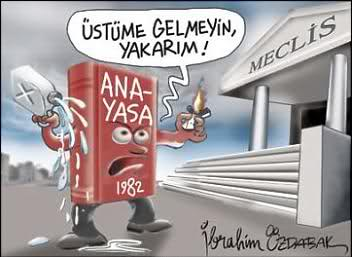 ÜSTÜME GELMEYİN,
YAKARIM!
MECLİS
ANA-
YASA
1982
İbrahim ÖZDABAK